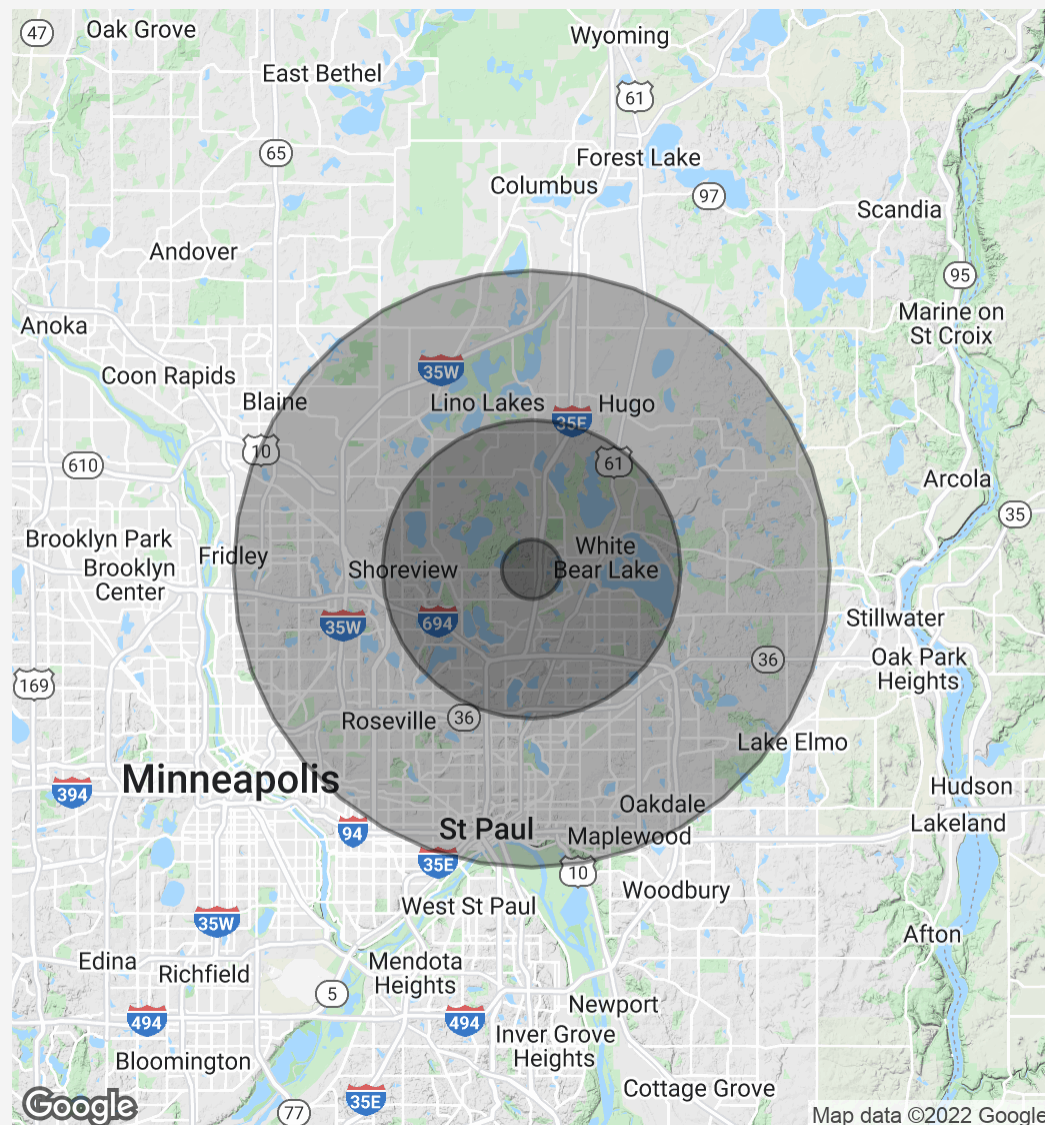 47
Oak Grove
Wyoming
East Bethel
61
65
Forest Lake
Columbus
97
Scandia
Andover
95
Marine on
St Croix
Anoka
35W
Coon Rapids
Blaine
Lino Lakes
Hugo
35E
10
61
610
Arcola
35
Brooklyn Park
Brooklyn
Center
Fridley
Shoreview
White
Bear Lake
35W
694
Stillwater
36
Oak Park
Heights
169
Roseville
36
Lake Elmo
Minneapolis
394
Hudson
Oakdale
Lakeland
94
St Paul
Maplewood
35E
10
Woodbury
35W
West St Paul
Afton
Edina
Richfield
Mendota
Heights
5
Newport
494
494
Inver Grove
Heights
Bloomington
Cottage Grove
35E
77
Google
Map data ©2022 Google